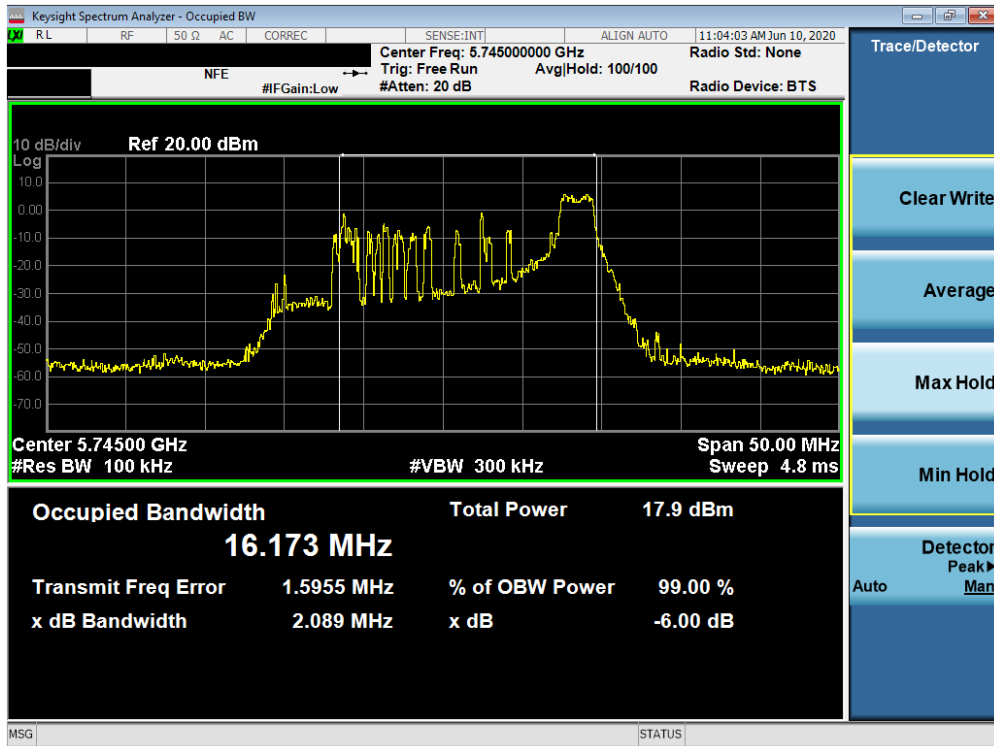 Keysight Spectrum Analyzer - Occupied BW
LXI RL RF 50 Ω AC CORREC SENSE:INT ALIGN AUTO 11:04:03 AM Jun 10, 2020
Center Freq: 5.745000000 GHz Radio Std: None
NFE Trig: Free Run Avg|Hold: 100/100
#IFGain:Low #Atten: 20 dB Radio Device: BTS
Trace/Detector
10 dB/div Ref 20.00 dBm
Log
10.0
0.00
-10.0
-20.0
-30.0
-40.0
-50.0
-60.0
-70.0
Center 5.74500 GHz Span 50.00 MHz
#Res BW 100 kHz #VBW 300 kHz Sweep 4.8 ms
Occupied Bandwidth Total Power 17.9 dBm
16.173 MHz
Transmit Freq Error 1.5955 MHz % of OBW Power 99.00 %
x dB Bandwidth 2.089 MHz x dB -6.00 dB
Clear Write
Average
Max Hold
Min Hold
Detector
Peak▶
Auto Man
MSG STATUS